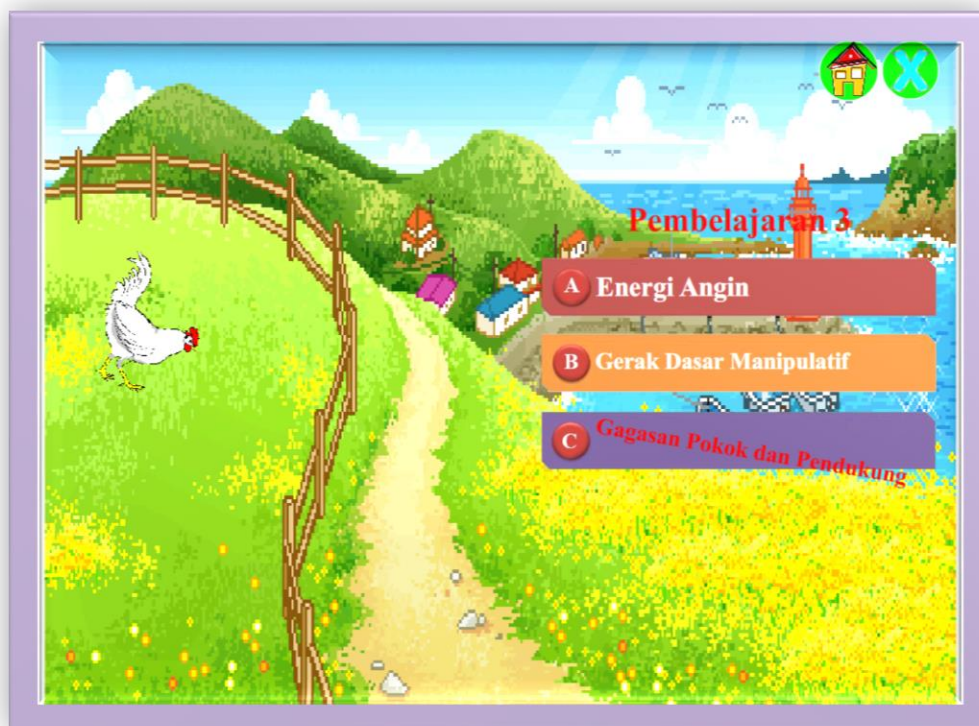 Pembelajaran 3
A Energi Angin
B Gerak Dasar Manipulatif
C Gagasan Pokok dan Pendukung